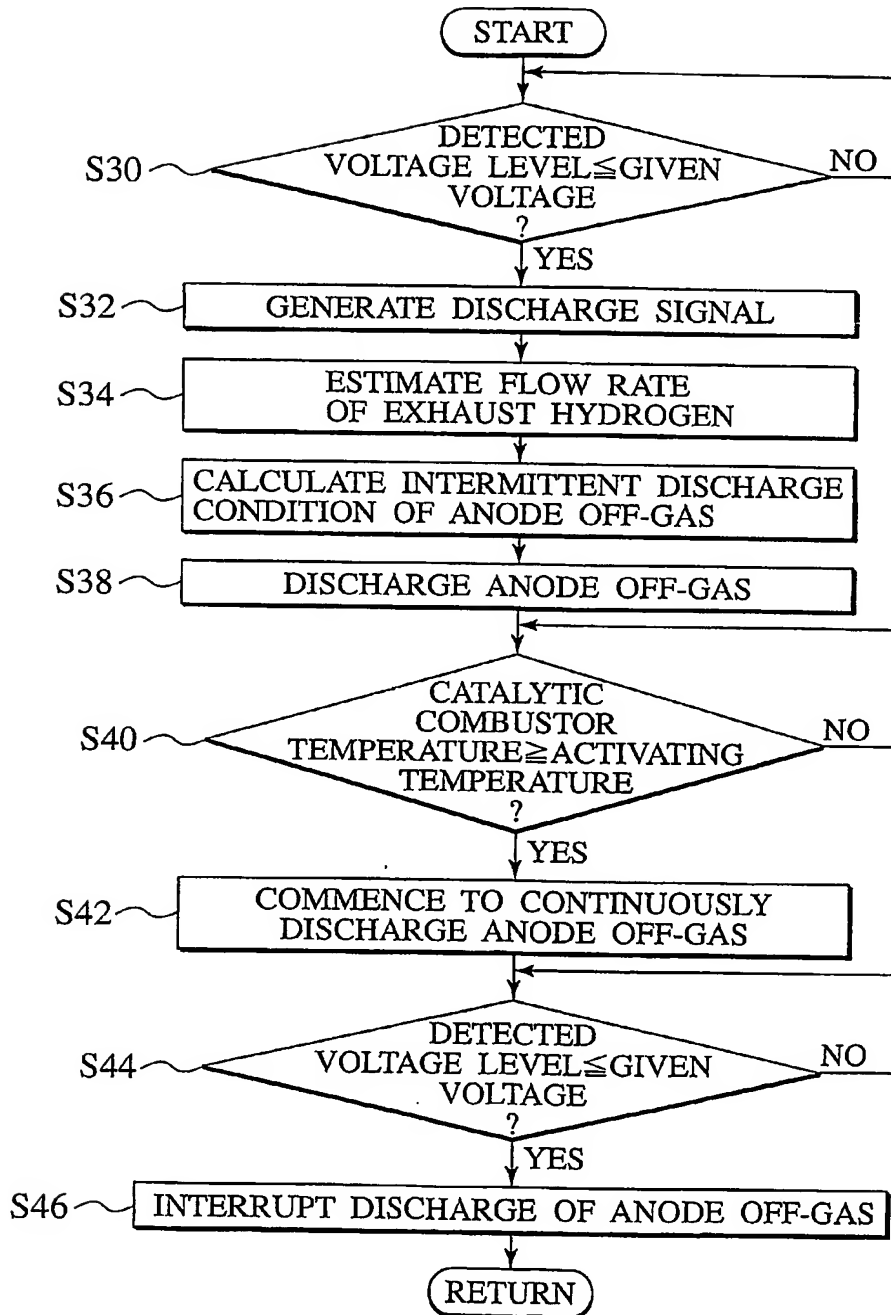 START
S30
DETECTED
VOLTAGE LEVEL≦GIVEN
VOLTAGE
?
NO
YES
S32
GENERATE DISCHARGE SIGNAL
S34
ESTIMATE FLOW RATE
OF EXHAUST HYDROGEN
S36
CALCULATE INTERMITTENT DISCHARGE
CONDITION OF ANODE OFF-GAS
S38
DISCHARGE ANODE OFF-GAS
S40
CATALYTIC
COMBUSTOR
TEMPERATURE≧ACTIVATING
TEMPERATURE
?
NO
YES
S42
COMMENCE TO CONTINUOUSLY
DISCHARGE ANODE OFF-GAS
S44
DETECTED
VOLTAGE LEVEL≦GIVEN
VOLTAGE
?
NO
YES
S46
INTERRUPT DISCHARGE OF ANODE OFF-GAS
RETURN